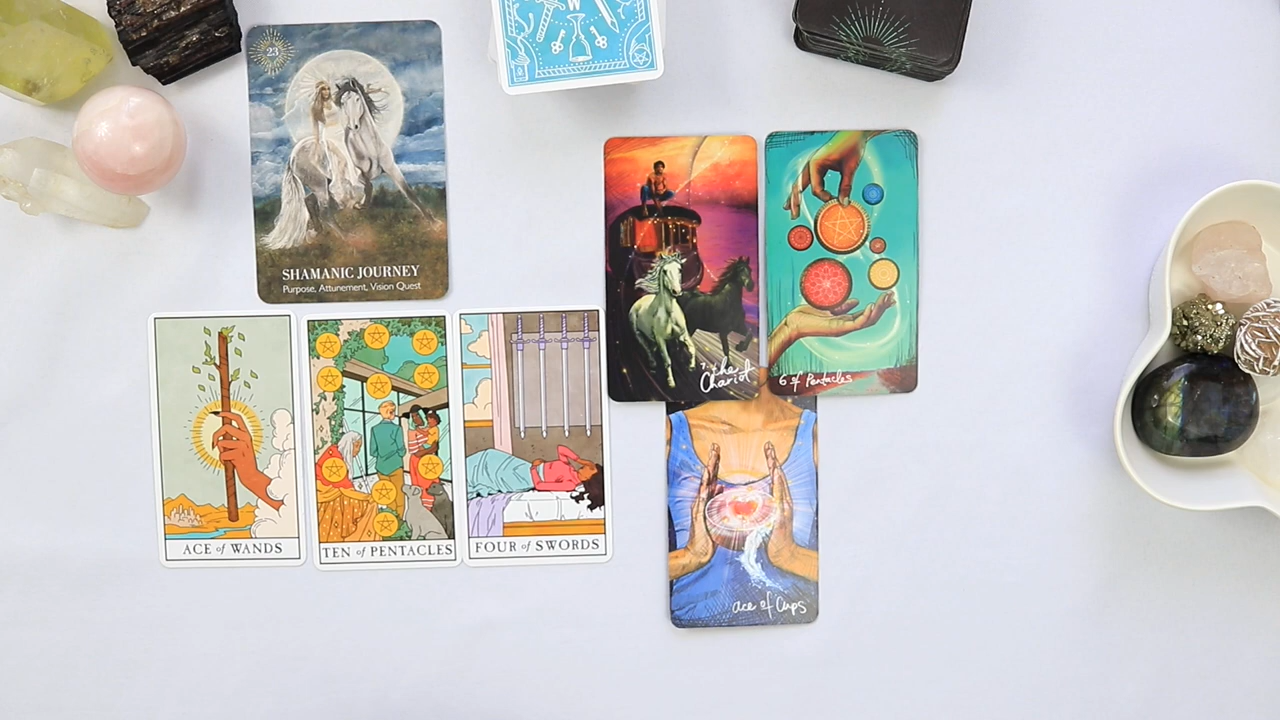 23
SHAMANIC JOURNEY
Purpose, Attunement, Vision Quest
ACE of WANDS
TEN of PENTACLES
FOUR of SWORDS
7. the
Chariot
6 of Pentacles
ace of Cups
W